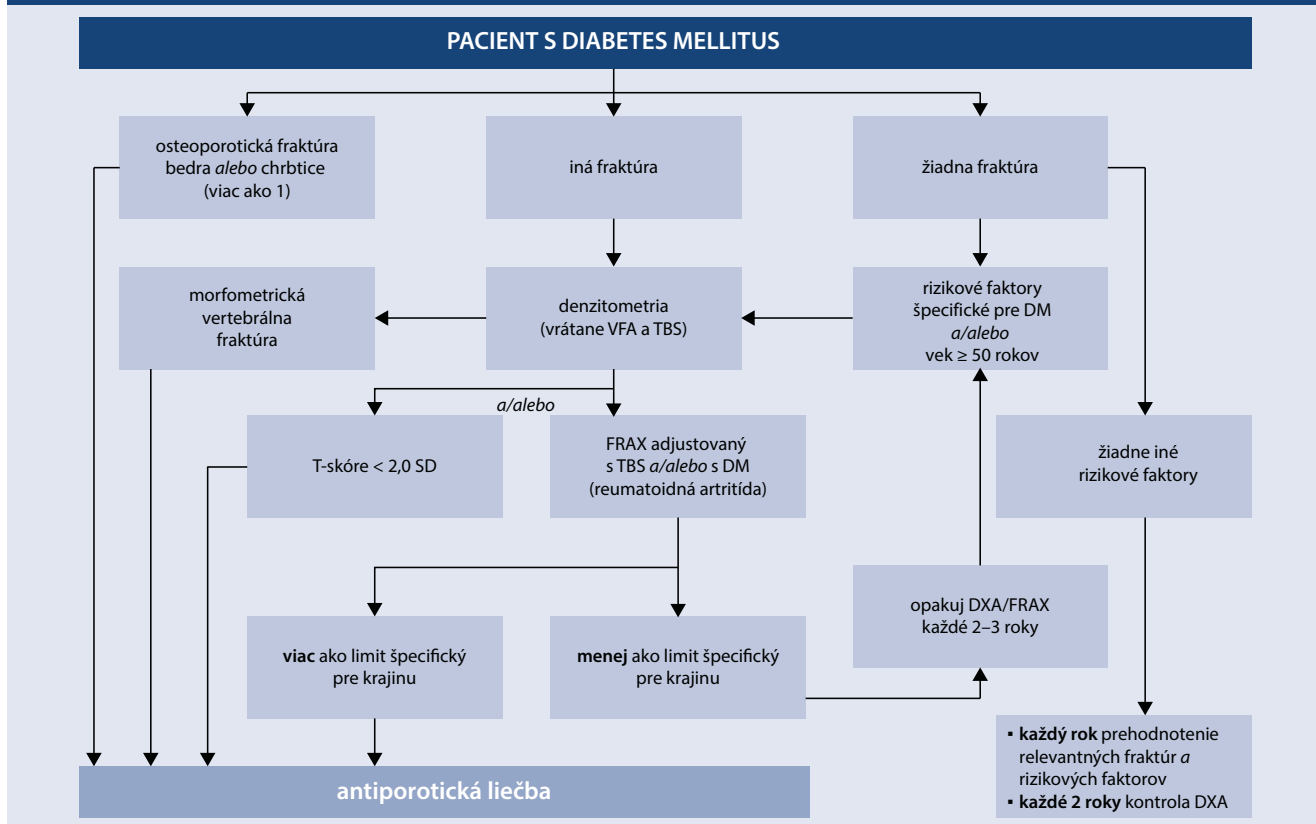 PACIENT S DIABETES MELLITUS
osteoporotická fraktúra
bedra alebo chrbtice
(viac ako 1)
iná fraktúra
žiadna fraktúra
morfometrická
vertebrálna
fraktúra
denzitometria
(vrátane VFA a TBS)
rizikové faktory
špecifické pre DM
a/alebo
vek ≥ 50 rokov
a/alebo
T-skóre < 2,0 SD
FRAX adjustovaný
s TBS a/alebo s DM
(reumatoidná artritída)
žiadne iné
rizikové faktory
opakuj DXA/FRAX
každé 2–3 roky
viac ako limit špecifický
pre krajinu
menej ako limit špecifický
pre krajinu
▪ každý rok prehodnotenie
relevantných fraktúr a
rizikových faktorov
▪ každé 2 roky kontrola DXA
antiporotická liečba